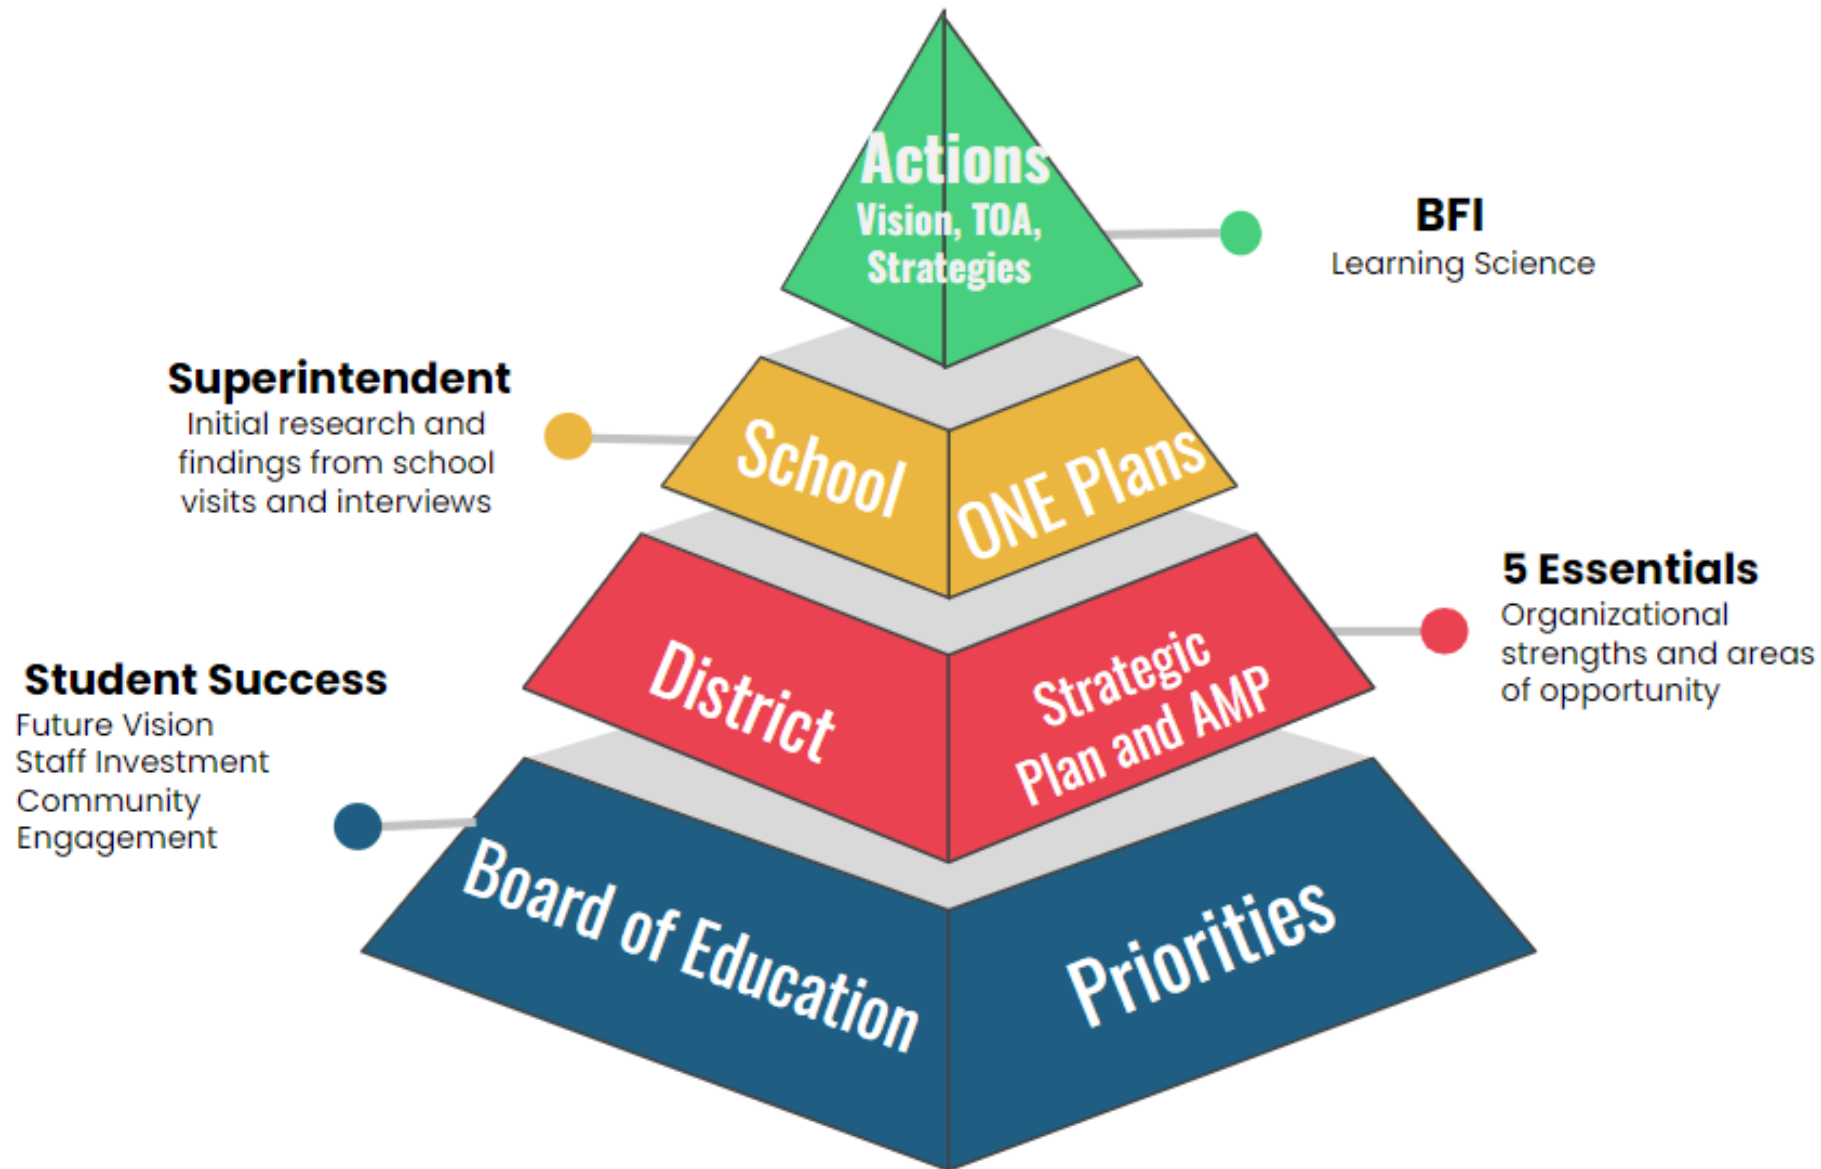 Actions
Vision, TOA,
Strategies
BFI
Learning Science
Superintendent
Initial research and
findings from school
visits and interviews
School
ONE Plans
5 Essentials
Organizational
strengths and areas
of opportunity
District
Strategic
Plan and AMP
Student Success
Future Vision
Staff Investment
Community
Engagement
Board of Education
Priorities